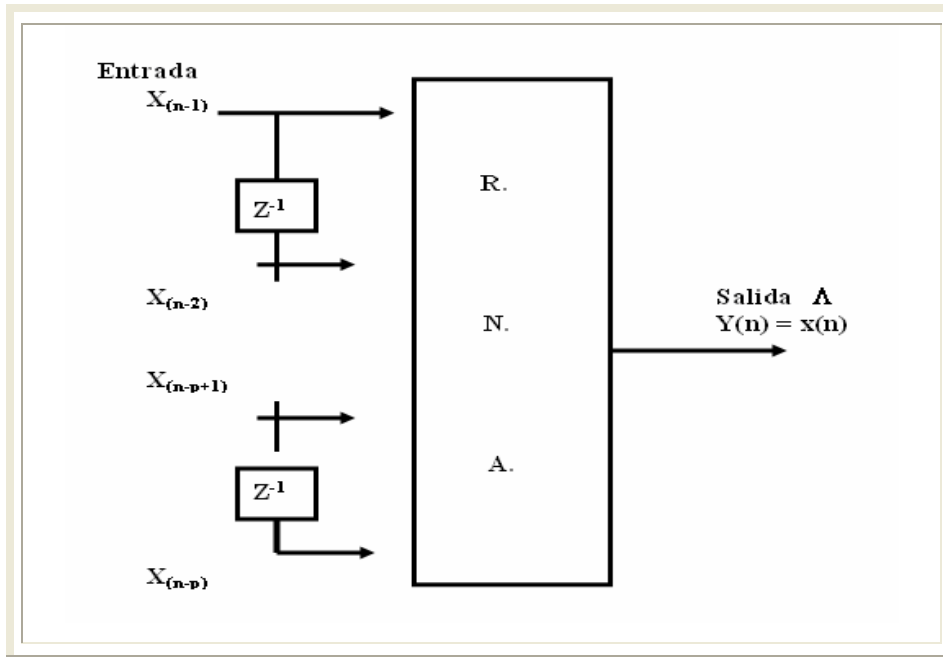 Entrada
X(n-1)
Z-1
R.
X(n-2)
N.
Salida Λ
Y(n) = x(n)
X(n-p+1)
A.
Z-1
X(n-p)